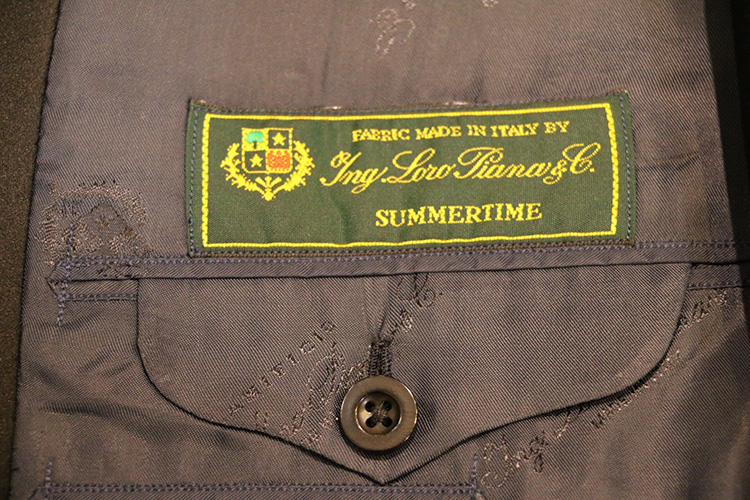 FABRIC MADE IN ITALY BY
Ing. Loro Piana & C.
SUMMERTIME